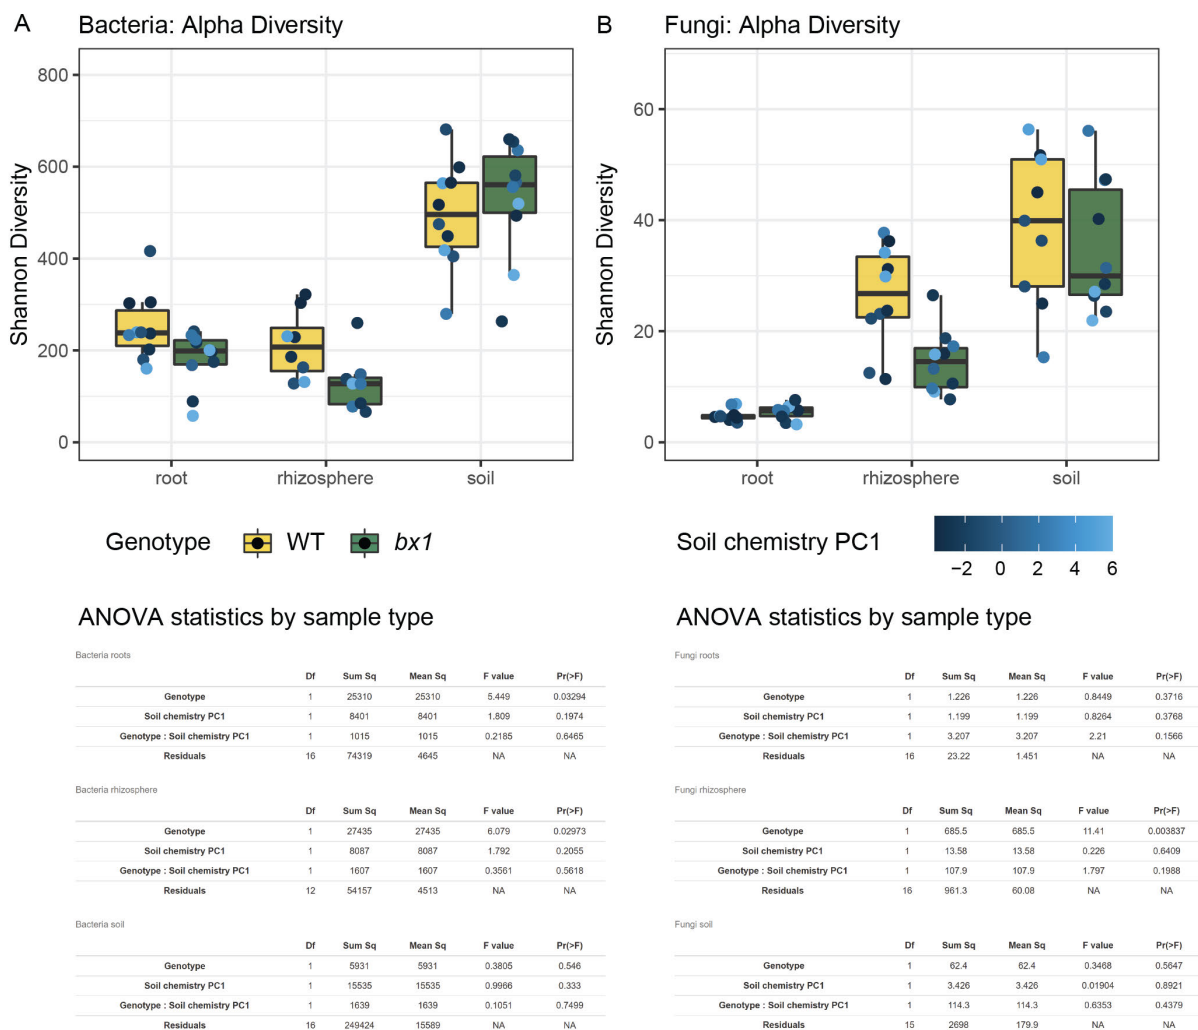 A Bacteria: Alpha Diversity
Shannon Diversity
800
600
400
200
0
root rhizosphere soil
B Fungi: Alpha Diversity
Shannon Diversity
60
40
20
0
root rhizosphere soil
Genotype WT bx1
Soil chemistry PC1
−2 0 2 4 6
ANOVA statistics by sample type
Bacteria roots
Df Sum Sq Mean Sq F value Pr(>F)
Genotype 1 25310 25310 5.449 0.03294
Soil chemistry PC1 1 8401 8401 1.809 0.1974
Genotype : Soil chemistry PC1 1 1015 1015 0.2185 0.6465
Residuals 16 74319 4645 NA NA
Bacteria rhizosphere
Df Sum Sq Mean Sq F value Pr(>F)
Genotype 1 27435 27435 6.079 0.02973
Soil chemistry PC1 1 8087 8087 1.792 0.2055
Genotype : Soil chemistry PC1 1 1607 1607 0.3561 0.5618
Residuals 12 54157 4513 NA NA
Bacteria soil
Df Sum Sq Mean Sq F value Pr(>F)
Genotype 1 5931 5931 0.3805 0.546
Soil chemistry PC1 1 15535 15535 0.9966 0.333
Genotype : Soil chemistry PC1 1 1639 1639 0.1051 0.7499
Residuals 16 249424 15589 NA NA
ANOVA statistics by sample type
Fungi roots
Df Sum Sq Mean Sq F value Pr(>F)
Genotype 1 1.226 1.226 0.8449 0.3716
Soil chemistry PC1 1 1.199 1.199 0.8264 0.3768
Genotype : Soil chemistry PC1 1 3.207 3.207 2.21 0.1566
Residuals 16 23.22 1.451 NA NA
Fungi rhizosphere
Df Sum Sq Mean Sq F value Pr(>F)
Genotype 1 685.5 685.5 11.41 0.003837
Soil chemistry PC1 1 13.58 13.58 0.226 0.6409
Genotype : Soil chemistry PC1 1 107.9 107.9 1.797 0.1988
Residuals 16 961.3 60.08 NA NA
Fungi soil
Df Sum Sq Mean Sq F value Pr(>F)
Genotype 1 62.4 62.4 0.3468 0.5647
Soil chemistry PC1 1 3.426 3.426 0.01904 0.8921
Genotype : Soil chemistry PC1 1 114.3 114.3 0.6353 0.4379
Residuals 15 2698 179.9 NA NA